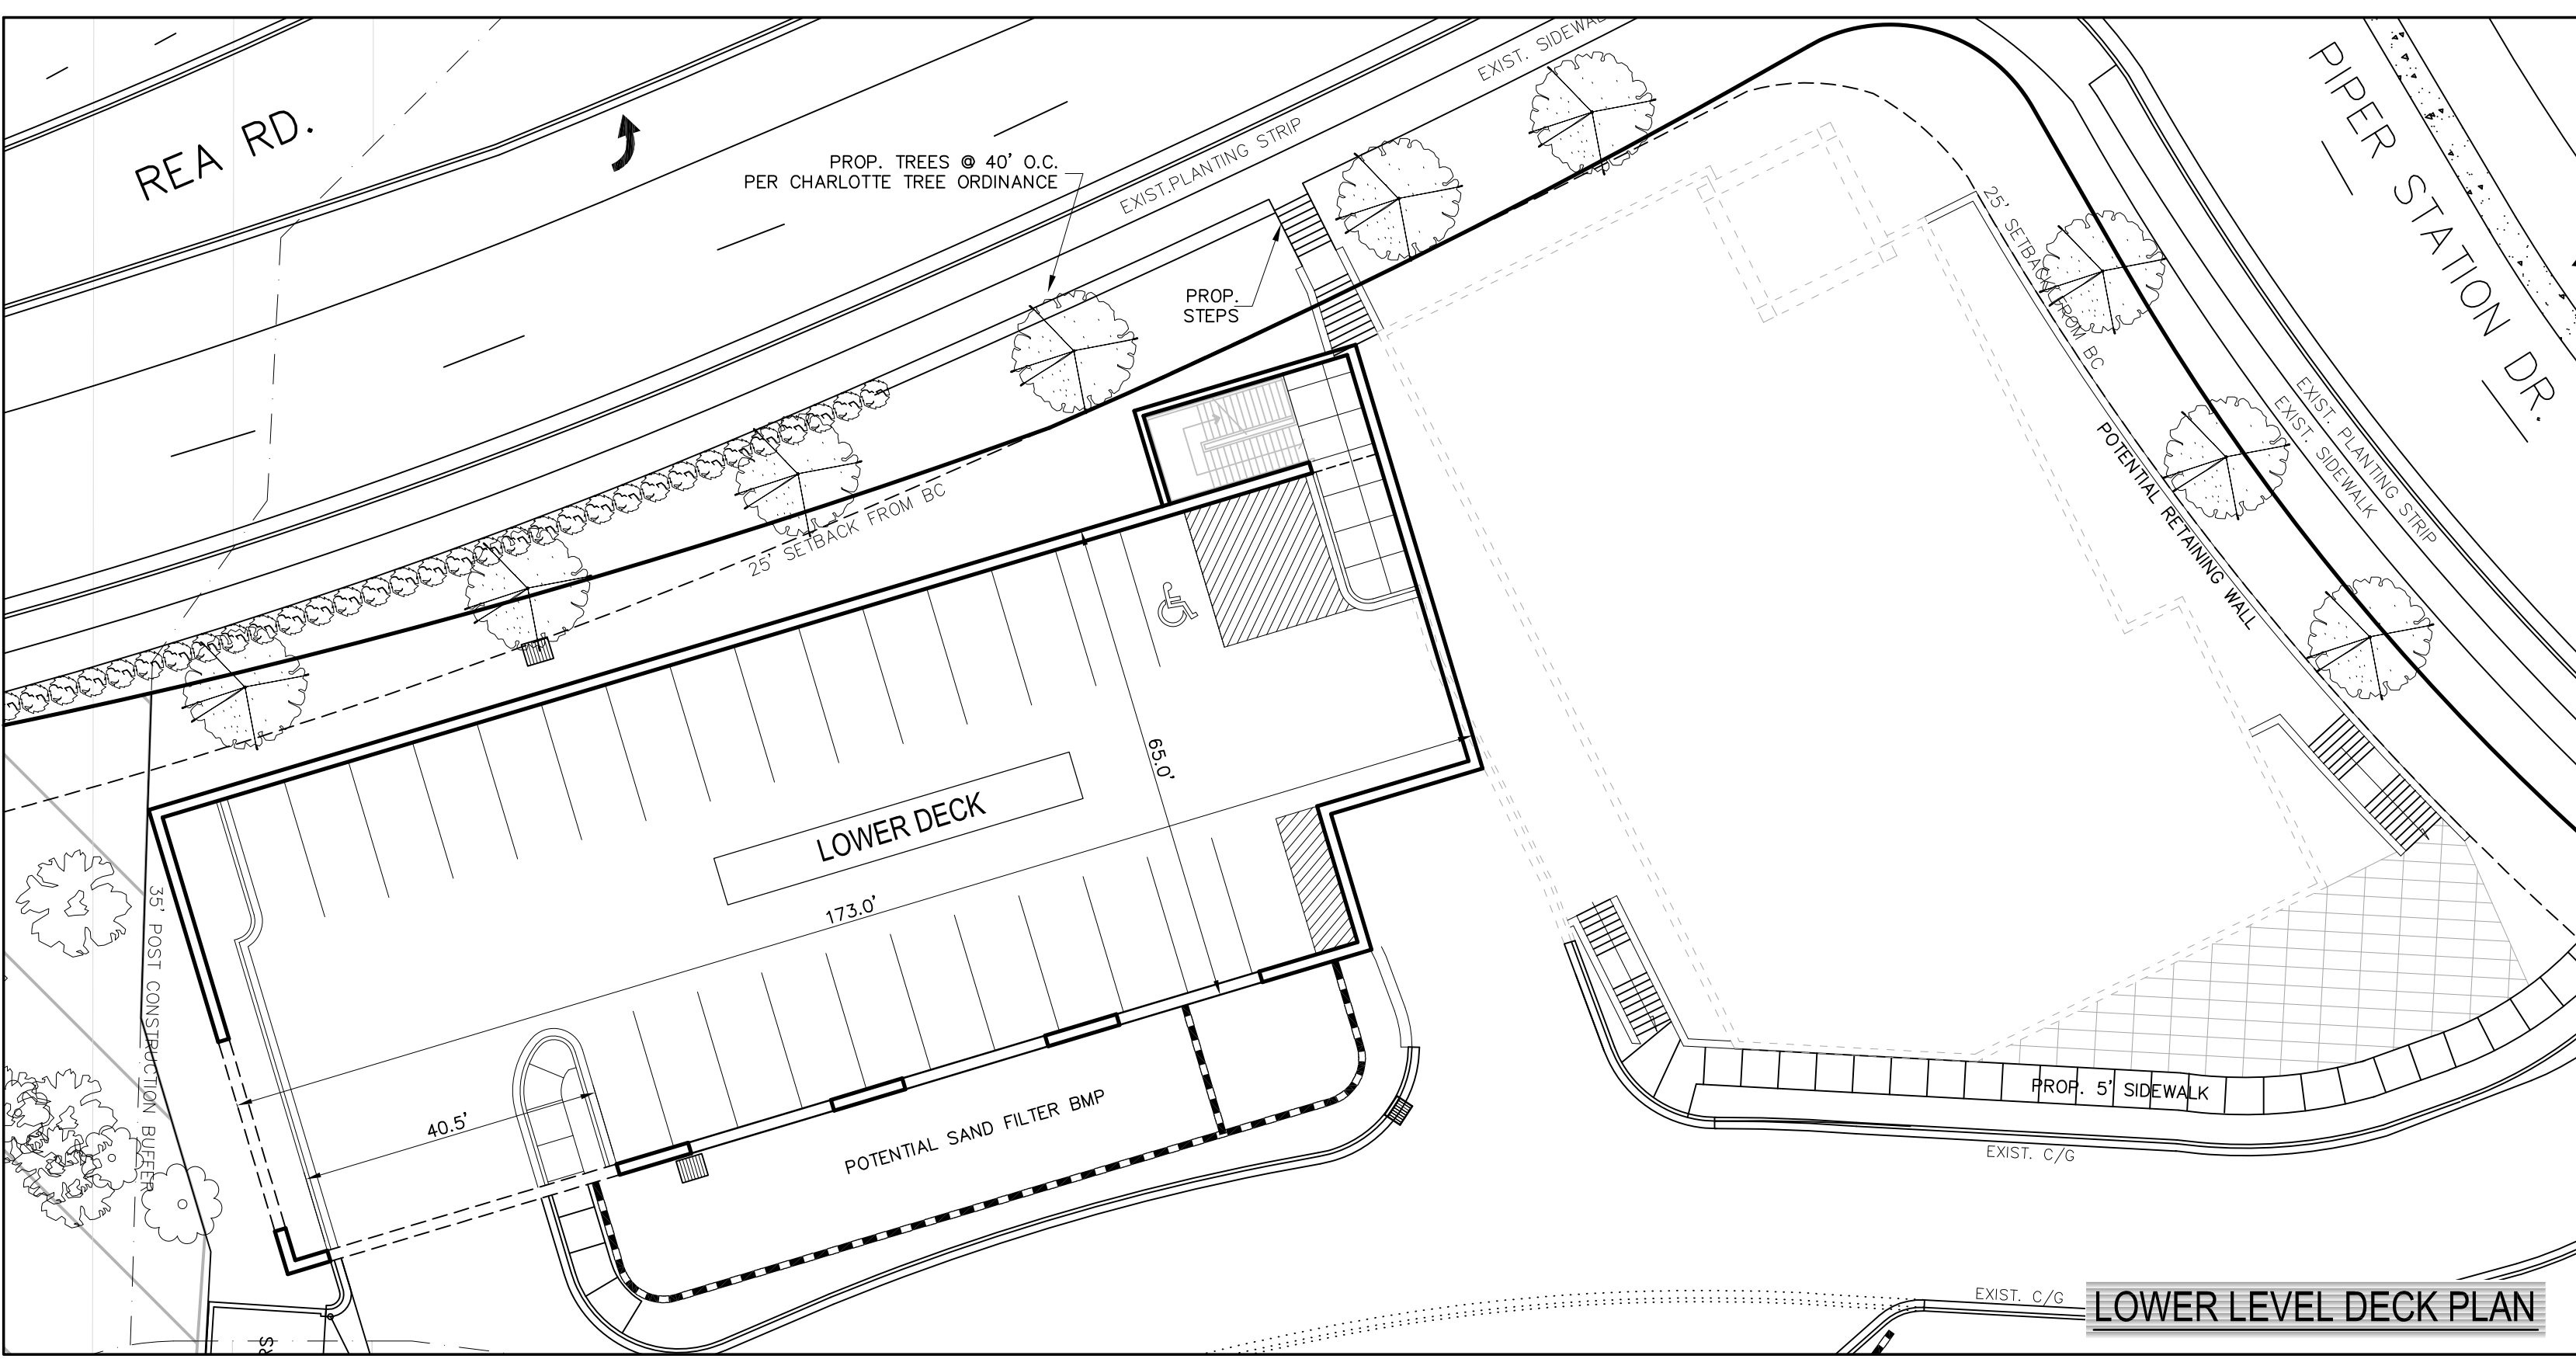 REA RD.
EXIST. SIDEWAL
PIPER STATION DR.
EXIST.PLANTING STRIP
PROP. TREES @ 40' O.C.
PER CHARLOTTE TREE ORDINANCE
25' SETBACK FROM BC
PROP.
STEPS
EXIST. PLANTING STRIP
EXIST. SIDEWALK
POTENTIAL RETAINING WALL
25' SETBACK FROM BC
65.0'
LOWER DECK
173.0'
35' POST CONSTRUCTION BUFFER
40.5'
POTENTIAL SAND FILTER BMP
PROP. 5' SIDEWALK
EXIST. C/G
EXIST. C/G
LOWER LEVEL DECK PLAN
RS